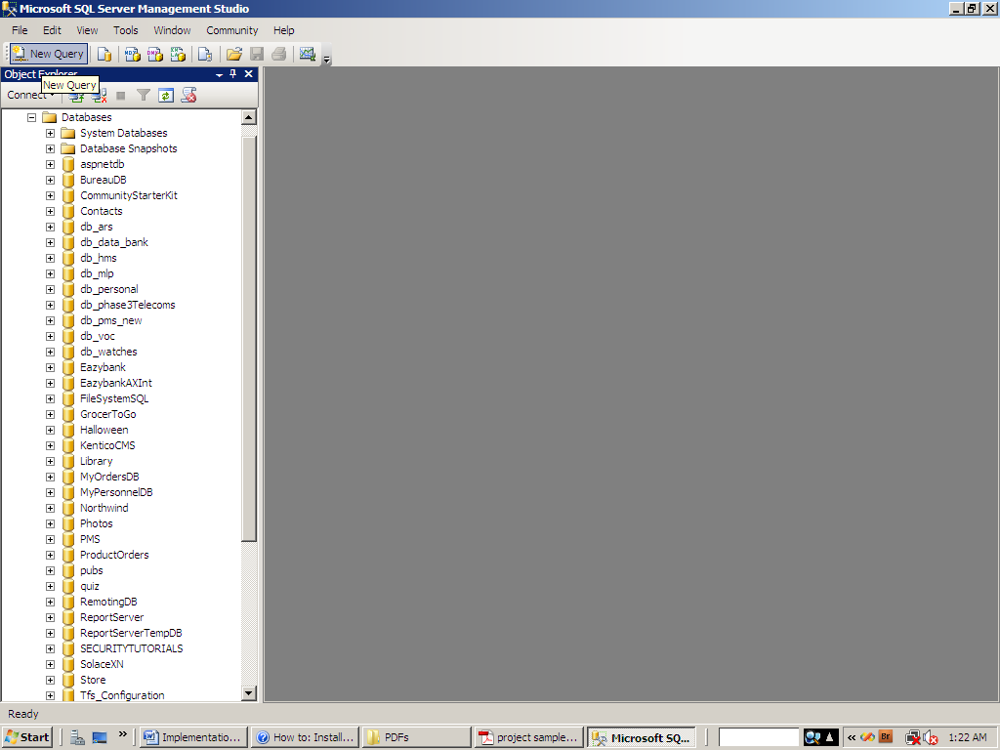 Microsoft SQL Server Management Studio
File Edit View Tools Window Community Help
New Query
Object Explorer
New Query
Connect
Databases
System Databases
Database Snapshots
aspnetdb
BureauDB
CommunityStarterKit
Contacts
db_ars
db_data_bank
db_hms
db_mlp
db_personal
db_phase3Telecoms
db_pms_new
db_voc
db_watches
Eazybank
EazybankAXInt
FileSystemSQL
GrocerToGo
Halloween
KenticoCMS
Library
MyOrdersDB
MyPersonnelDB
Northwind
Photos
PMS
ProductOrders
pubs
quiz
RemotingDB
ReportServer
ReportServerTempDB
SECURITYTUTORIALS
SolaceXN
Store
Tfs_Configuration
Ready
Start » Implementatio... How to: Install... PDFs project sample... Microsoft SQ... « Br 1:22 AM